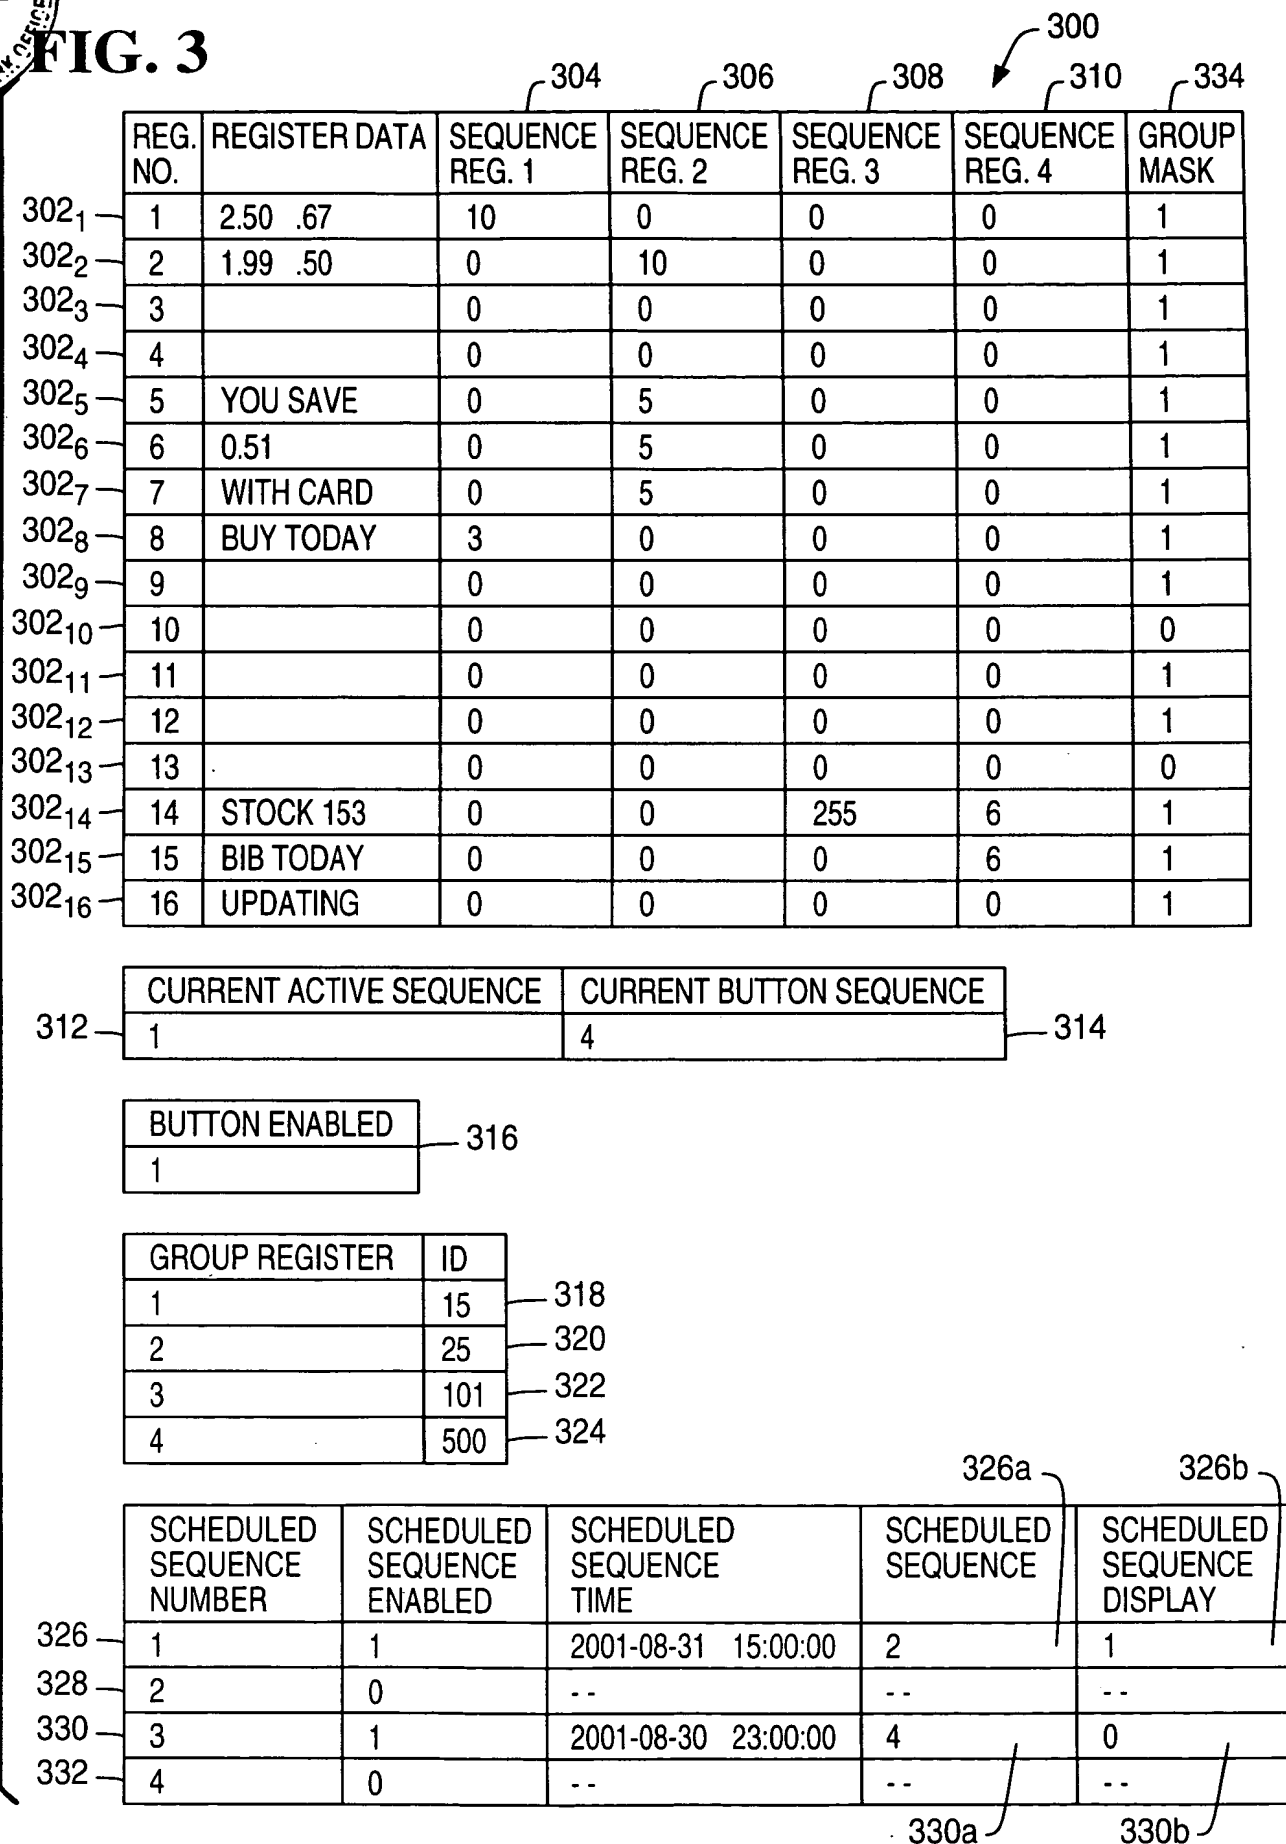 FIG. 3
300
304 306 308 310 334
REG. NO. REGISTER DATA SEQUENCE REG. 1 SEQUENCE REG. 2 SEQUENCE REG. 3 SEQUENCE REG. 4 GROUP MASK
302₁ 1 2.50 .67 10 0 0 0 1
302₂ 2 1.99 .50 0 10 0 0 1
302₃ 3 0 0 0 0 1
302₄ 4 0 0 0 0 1
302₅ 5 YOU SAVE 0 5 0 0 1
302₆ 6 0.51 0 5 0 0 1
302₇ 7 WITH CARD 0 5 0 0 1
302₈ 8 BUY TODAY 3 0 0 0 1
302₉ 9 0 0 0 0 1
302₁₀ 10 0 0 0 0 0
302₁₁ 11 0 0 0 0 1
302₁₂ 12 0 0 0 0 1
302₁₃ 13 0 0 0 0 0
302₁₄ 14 STOCK 153 0 0 255 6 1
302₁₅ 15 BIB TODAY 0 0 0 6 1
302₁₆ 16 UPDATING 0 0 0 0 1
CURRENT ACTIVE SEQUENCE CURRENT BUTTON SEQUENCE
312 1 4 314
BUTTON ENABLED
316
1
GROUP REGISTER ID
1 15 318
2 25 320
3 101 322
4 500 324
326a 326b
SCHEDULED SEQUENCE NUMBER SCHEDULED SEQUENCE ENABLED SCHEDULED SEQUENCE TIME SCHEDULED SEQUENCE SCHEDULED SEQUENCE DISPLAY
326 1 1 2001-08-31 15:00:00 2 1
328 2 0 -- -- --
330 3 1 2001-08-30 23:00:00 4 0
332 4 0 -- -- --
330a 330b